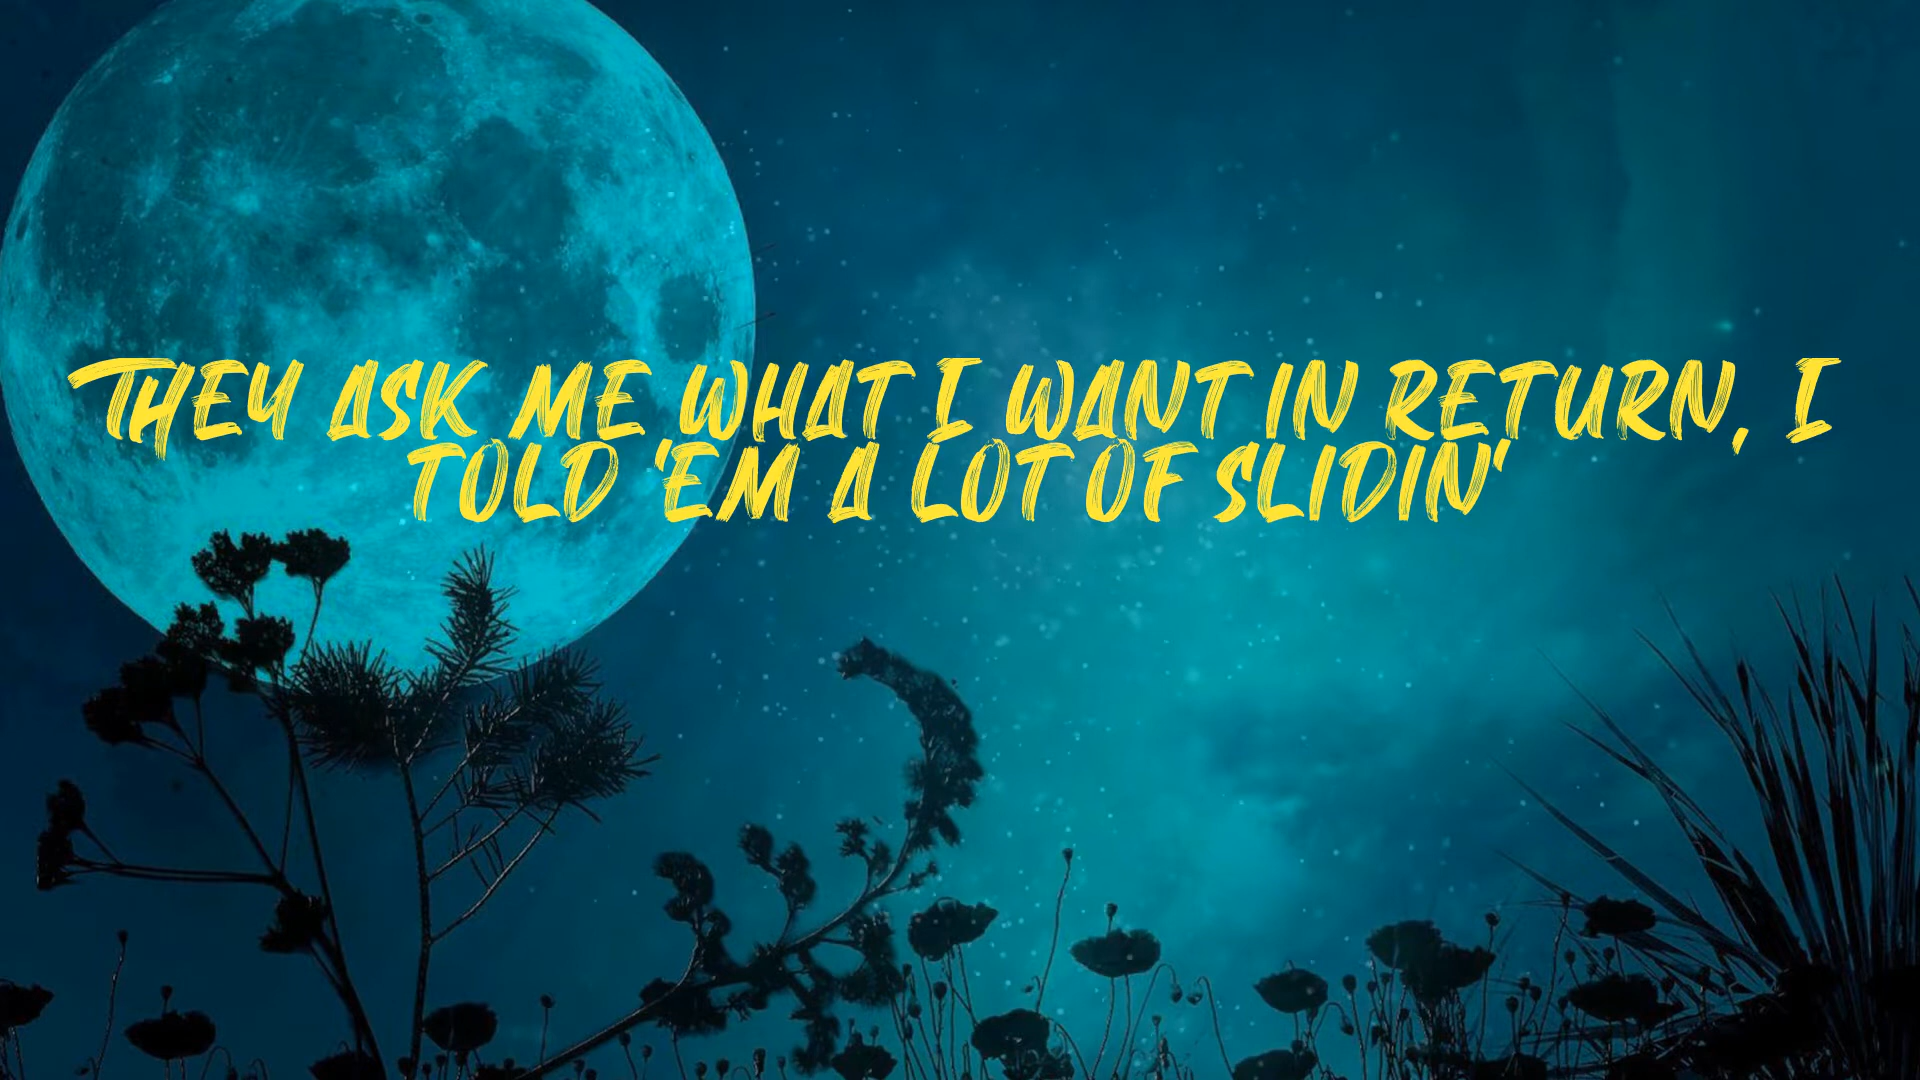 THEY ASK ME WHAT I WANT IN RETURN, I
TOLD 'EM A LOT OF SLIDIN'